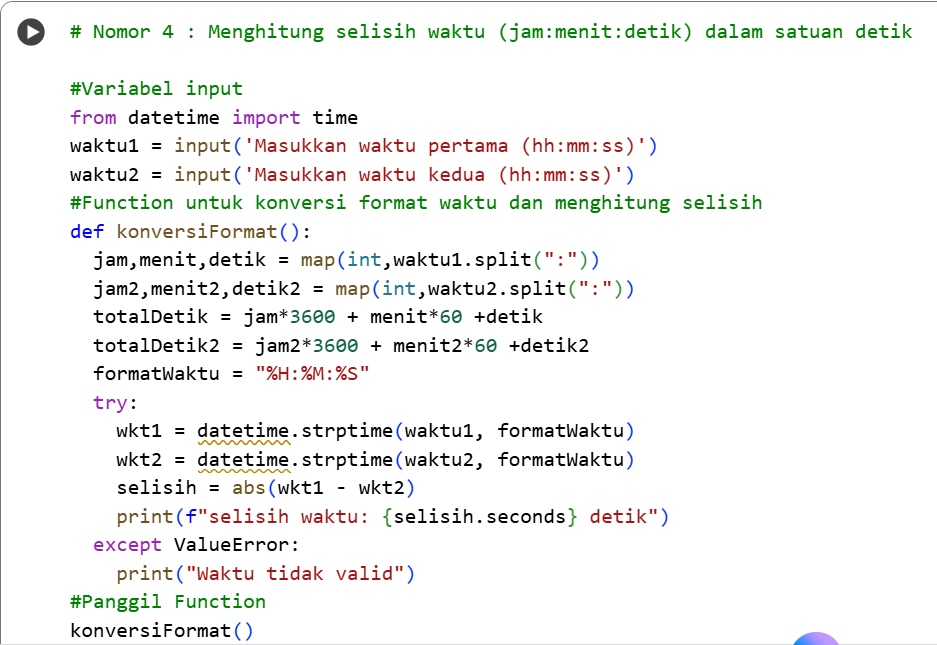 # Nomor 4 : Menghitung selisih waktu (jam:menit:detik) dalam satuan detik
#Variabel input
from datetime import time
waktu1 = input('Masukkan waktu pertama (hh:mm:ss)')
waktu2 = input('Masukkan waktu kedua (hh:mm:ss)')
#Function untuk konversi format waktu dan menghitung selisih
def konversiFormat():
  jam,menit,detik = map(int,waktu1.split(":"))
  jam2,menit2,detik2 = map(int,waktu2.split(":"))
  totalDetik = jam*3600 + menit*60 +detik
  totalDetik2 = jam2*3600 + menit2*60 +detik2
  formatWaktu = "%H:%M:%S"
  try:
    wkt1 = datetime.strptime(waktu1, formatWaktu)
    wkt2 = datetime.strptime(waktu2, formatWaktu)
    selisih = abs(wkt1 - wkt2)
    print(f"selisih waktu: {selisih.seconds} detik")
  except ValueError:
    print("Waktu tidak valid")
#Panggil Function
konversiFormat()